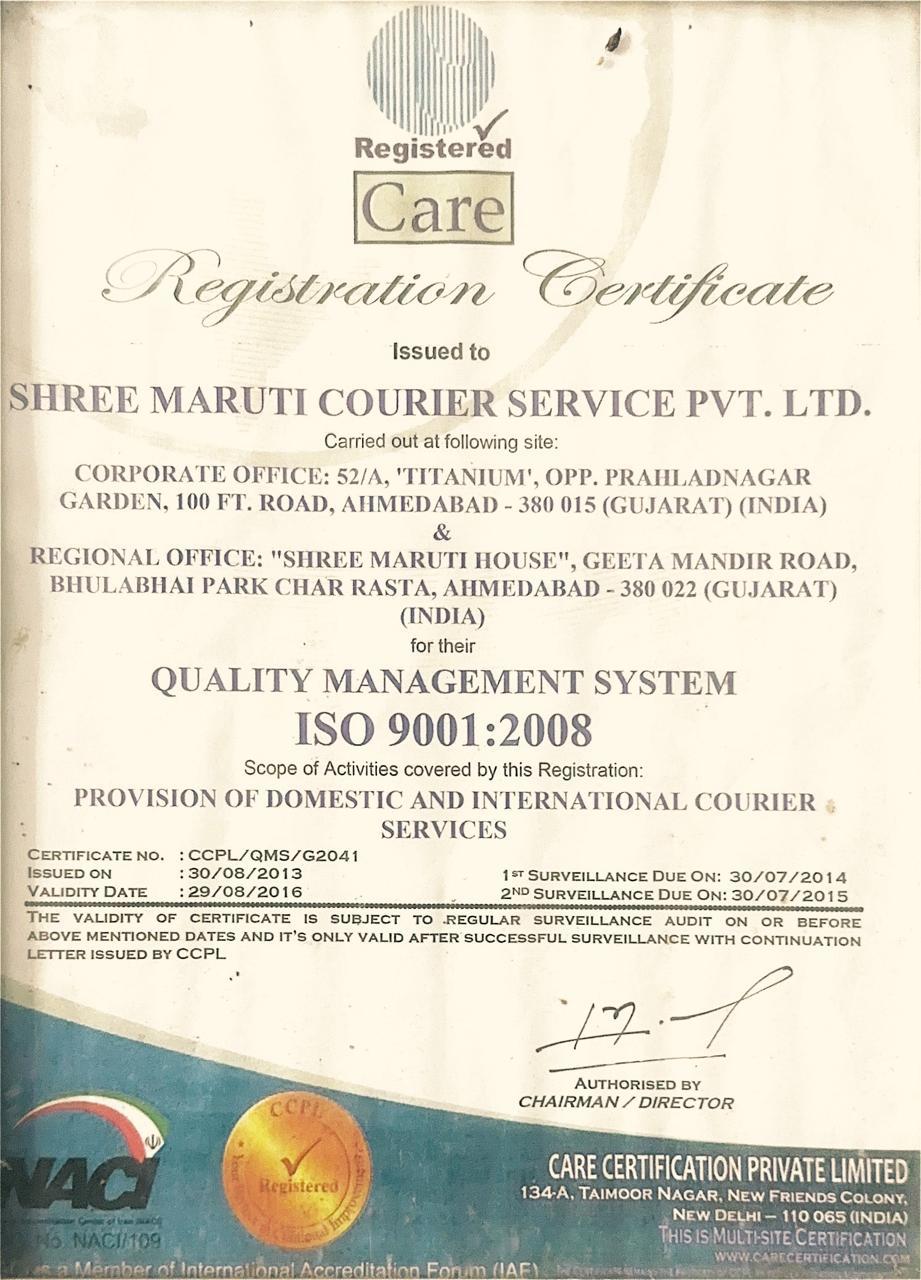 Registered
Care
Registration Certificate
Issued to
SHREE MARUTI COURIER SERVICE PVT. LTD.
Carried out at following site:
CORPORATE OFFICE: 52/A, 'TITANIUM', OPP. PRAHLADNAGAR
GARDEN, 100 FT. ROAD, AHMEDABAD - 380 015 (GUJARAT) (INDIA)
&
REGIONAL OFFICE: "SHREE MARUTI HOUSE", GEETA MANDIR ROAD,
BHULABHAI PARK CHAR RASTA, AHMEDABAD - 380 022 (GUJARAT)
(INDIA)
for their
QUALITY MANAGEMENT SYSTEM
ISO 9001:2008
Scope of Activities covered by this Registration:
PROVISION OF DOMESTIC AND INTERNATIONAL COURIER
SERVICES
CERTIFICATE NO. : CCPL/QMS/G2041
ISSUED ON : 30/08/2013
1ST SURVEILLANCE DUE ON: 30/07/2014
VALIDITY DATE : 29/08/2016
2ND SURVEILLANCE DUE ON: 30/07/2015
THE VALIDITY OF CERTIFICATE IS SUBJECT TO REGULAR SURVEILLANCE AUDIT ON OR BEFORE
ABOVE MENTIONED DATES AND IT'S ONLY VALID AFTER SUCCESSFUL SURVEILLANCE WITH CONTINUATION
LETTER ISSUED BY CCPL
AUTHORISED BY
CHAIRMAN / DIRECTOR
NACI
No. NACI/109
CCPL
Registered
CARE CERTIFICATION PRIVATE LIMITED
134-A, TAIMOOR NAGAR, NEW FRIENDS COLONY,
NEW DELHI – 110 065 (INDIA)
THIS IS MULTI-SITE CERTIFICATION
WWW.CARECERTIFICATION.COM
a Member of International Accreditation Forum (IAF)